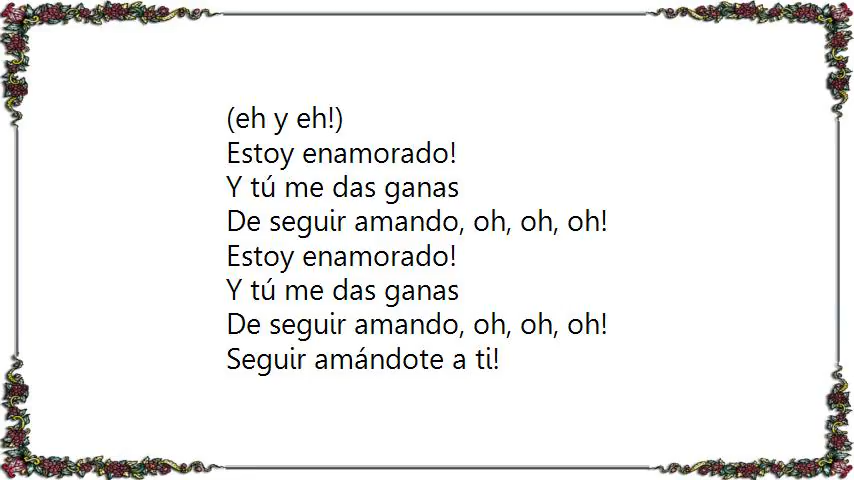 (eh y eh!)
Estoy enamorado!
Y tú me das ganas
De seguir amando, oh, oh, oh!
Estoy enamorado!
Y tú me das ganas
De seguir amando, oh, oh, oh!
Seguir amándote a ti!